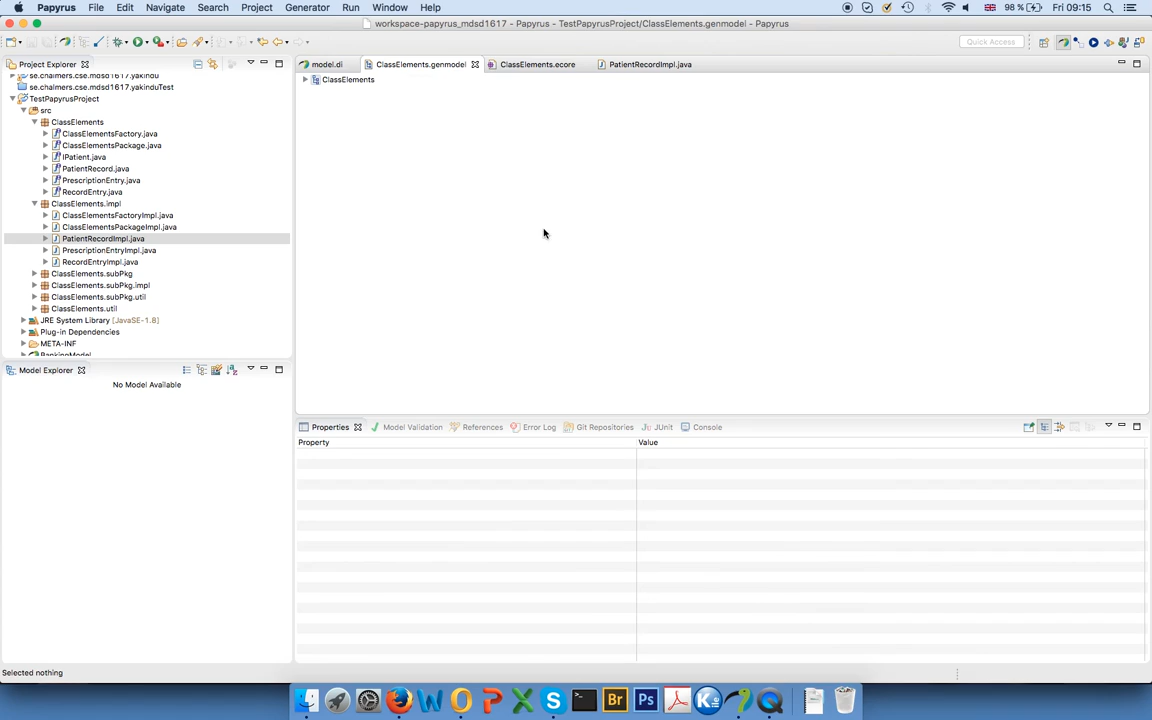 Papyrus File Edit Navigate Search Project Generator Run Window Help 98% Fri 09:15
workspace-papyrus_mdsd1617 – Papyrus – TestPapyrusProject/ClassElements.genmodel – Papyrus
Quick Access
Project Explorer
model.di ClassElements.genmodel ClassElements.ecore PatientRecordImpl.java
se.chalmers.cse.mdsd1617.yakindu
se.chalmers.cse.mdsd1617.yakinduTest
TestPapyrusProject
src
ClassElements
ClassElementsFactory.java
ClassElementsPackage.java
IPatient.java
PatientRecord.java
PrescriptionEntry.java
RecordEntry.java
ClassElements.impl
ClassElementsFactoryImpl.java
ClassElementsPackageImpl.java
PatientRecordImpl.java
PrescriptionEntryImpl.java
RecordEntryImpl.java
ClassElements.subPkg
ClassElements.subPkg.impl
ClassElements.subPkg.util
ClassElements.util
JRE System Library [JavaSE-1.8]
Plug-in Dependencies
META-INF
BankingModel
ClassElements
Model Explorer
No Model Available
Properties Model Validation References Error Log Git Repositories JUnit Console
Property Value
Selected nothing
W P X S Br Ps K